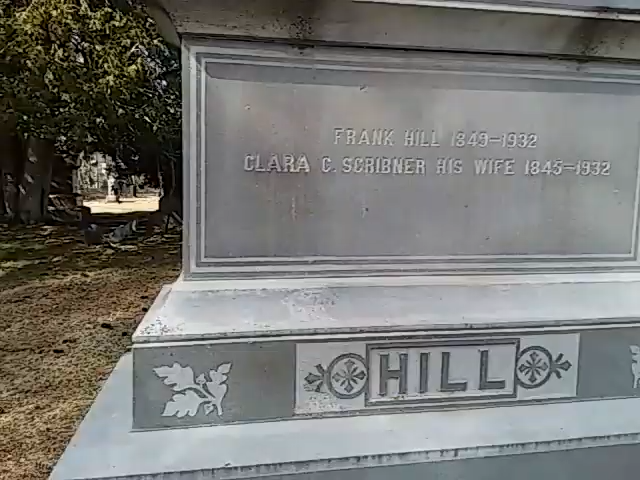 FRANK HILL 1849-1932
CLARA C. SCRIBNER HIS WIFE 1845-1932
HILL